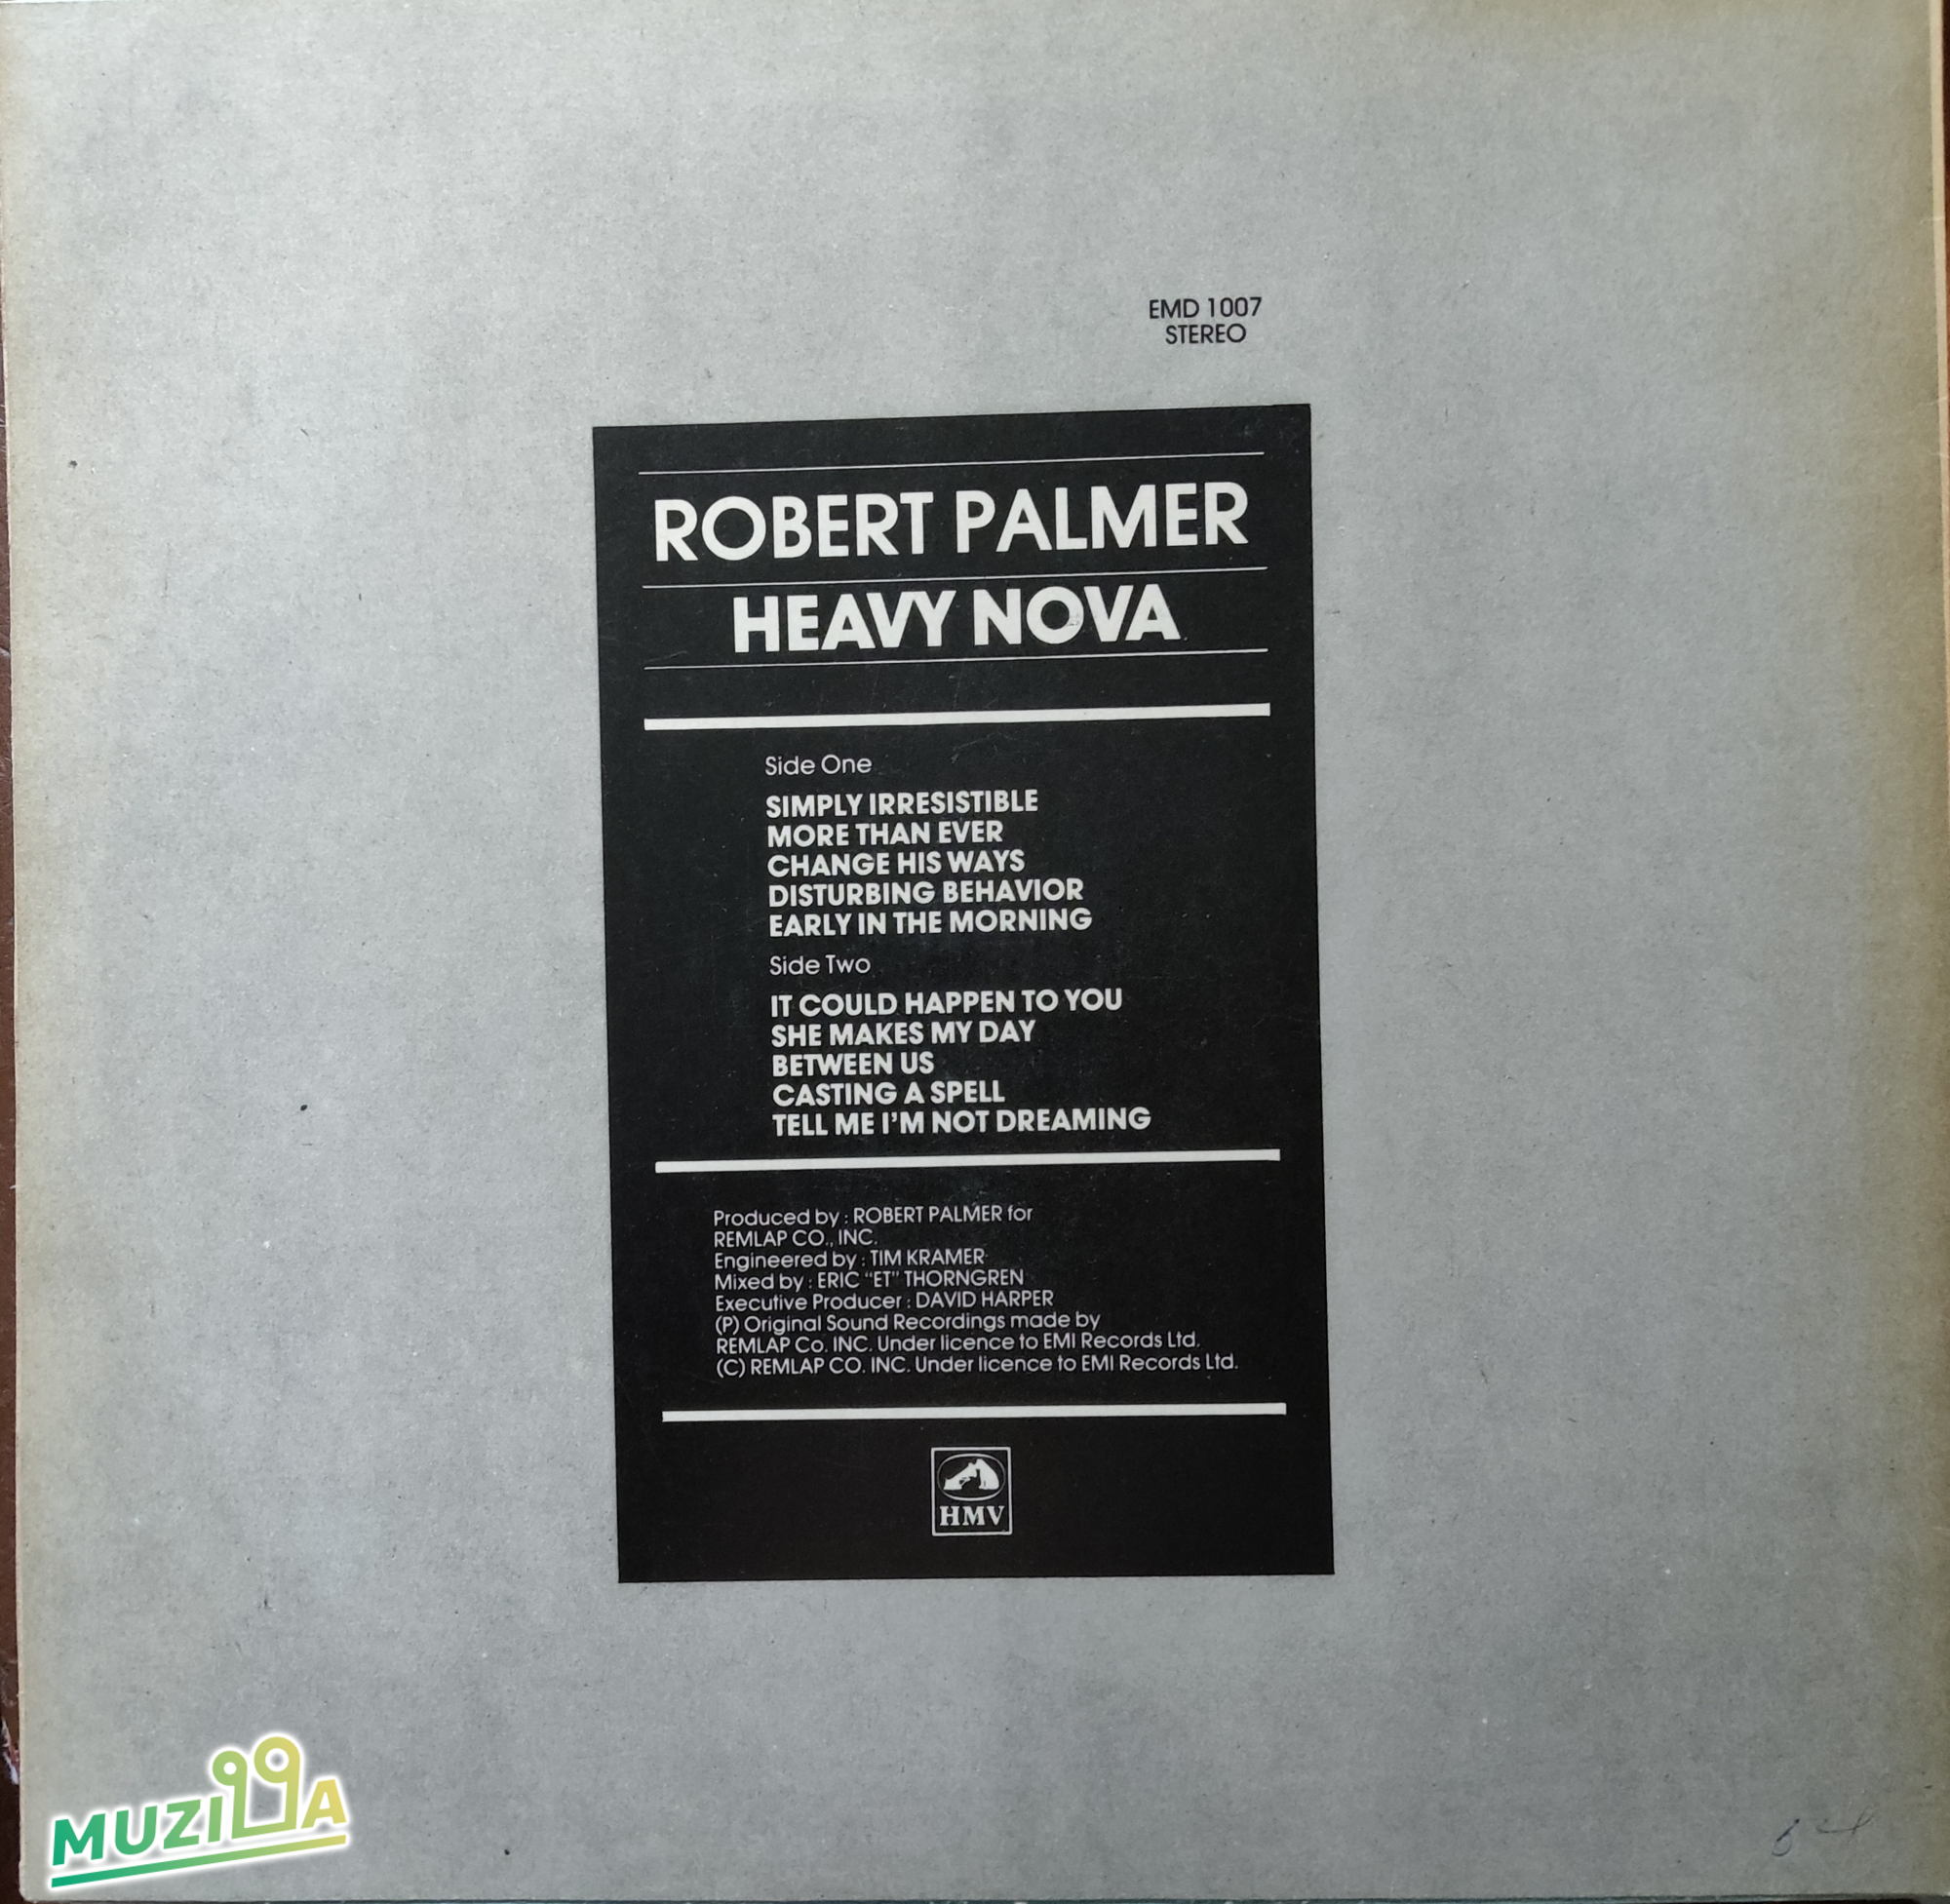 EMD 1007
STEREO
ROBERT PALMER
HEAVY NOVA
Side One
SIMPLY IRRESISTIBLE
MORE THAN EVER
CHANGE HIS WAYS
DISTURBING BEHAVIOR
EARLY IN THE MORNING
Side Two
IT COULD HAPPEN TO YOU
SHE MAKES MY DAY
BETWEEN US
CASTING A SPELL
TELL ME I'M NOT DREAMING
Produced by : ROBERT PALMER for
REMLAP CO., INC.
Engineered by : TIM KRAMER
Mixed by : ERIC "ET" THORNGREN
Executive Producer : DAVID HARPER
(P) Original Sound Recordings made by
REMLAP Co. INC. Under licence to EMI Records Ltd.
(C) REMLAP CO. INC. Under licence to EMI Records Ltd.
HMV
MUZILLA